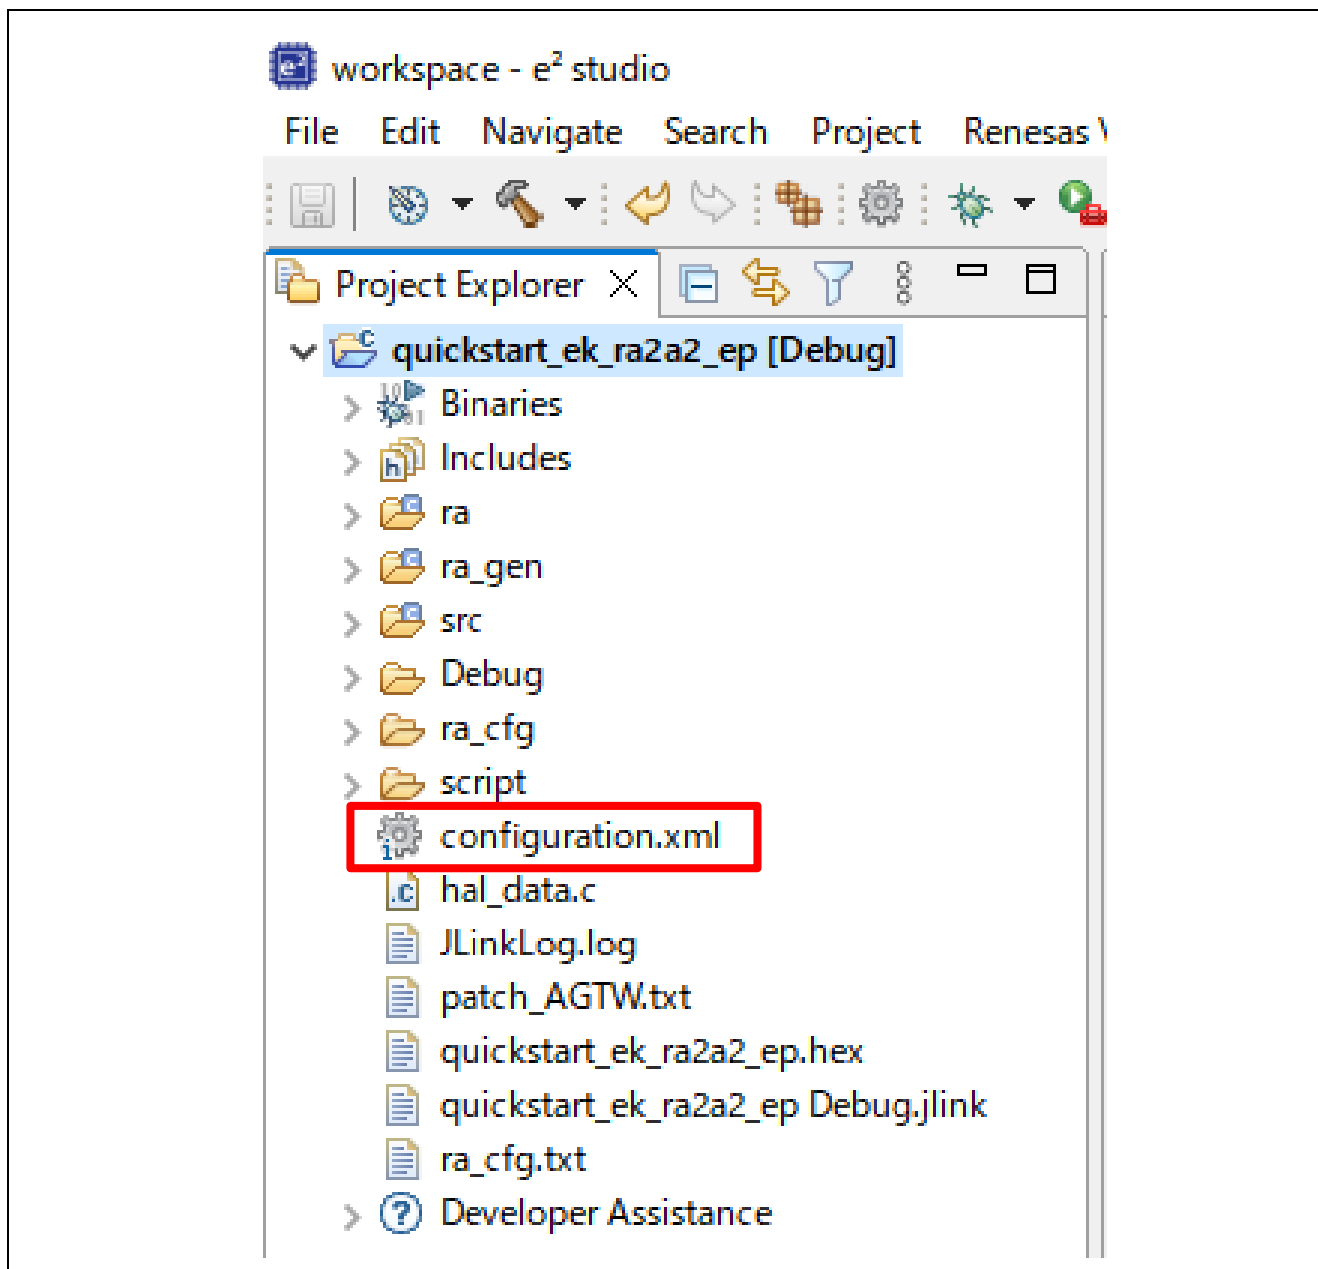 workspace - e² studio
File Edit Navigate Search Project Renesas
Project Explorer
quickstart_ek_ra2a2_ep [Debug]
Binaries
Includes
ra
ra_gen
src
Debug
ra_cfg
script
configuration.xml
hal_data.c
JLinkLog.log
patch_AGTW.txt
quickstart_ek_ra2a2_ep.hex
quickstart_ek_ra2a2_ep Debug.jlink
ra_cfg.txt
Developer Assistance